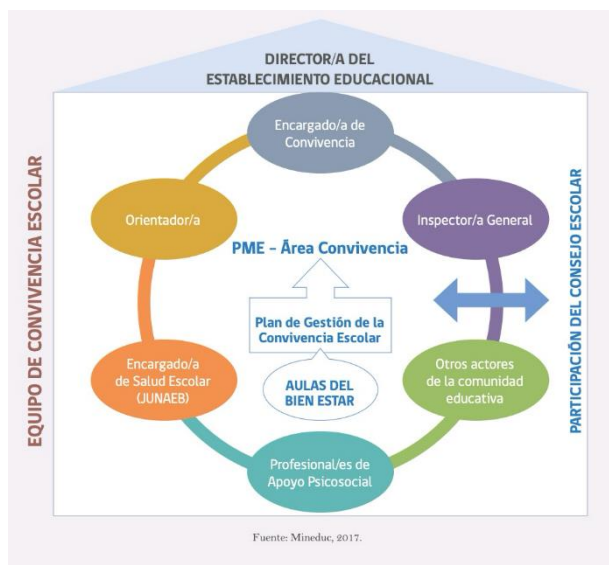 DIRECTOR/A DEL
ESTABLECIMIENTO EDUCACIONAL
EQUIPO DE CONVIVENCIA ESCOLAR
Encargado/a de
Convivencia
Orientador/a
Inspector/a General
PME – Área Convivencia
Plan de Gestión de la
Convivencia Escolar
AULAS DEL
BIEN ESTAR
Encargado/a
de Salud Escolar
(JUNAEB)
Otros actores
de la comunidad
educativa
Profesional/es de
Apoyo Psicosocial
PARTICIPACIÓN DEL CONSEJO ESCOLAR
Fuente: Mineduc, 2017.